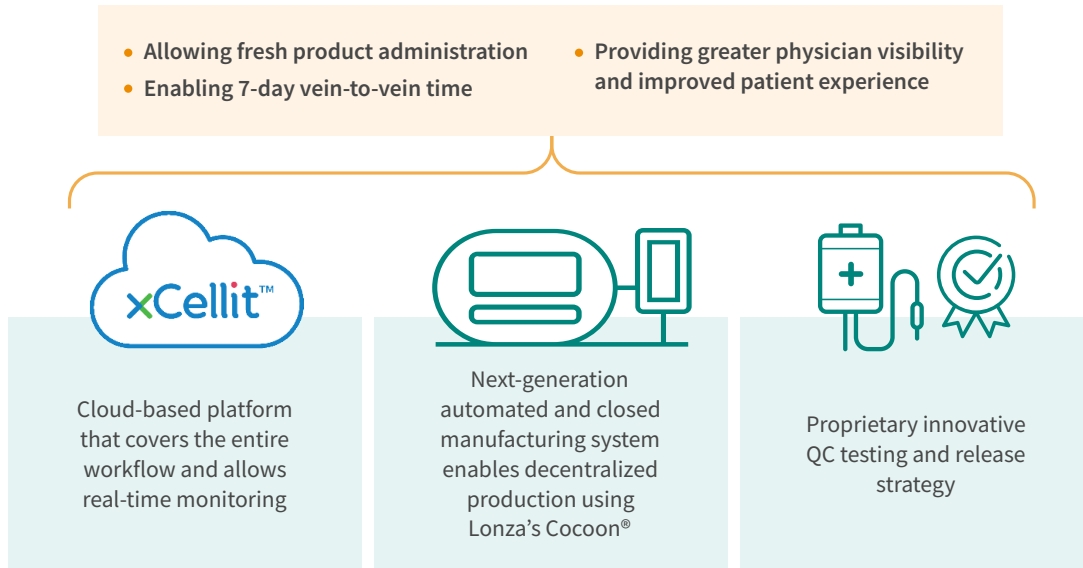 • Allowing fresh product administration
• Enabling 7-day vein-to-vein time
• Providing greater physician visibility
and improved patient experience
xCellit™
Cloud-based platform
that covers the entire
workflow and allows
real-time monitoring
Next-generation
automated and closed
manufacturing system
enables decentralized
production using
Lonza’s Cocoon®
Proprietary innovative
QC testing and release
strategy